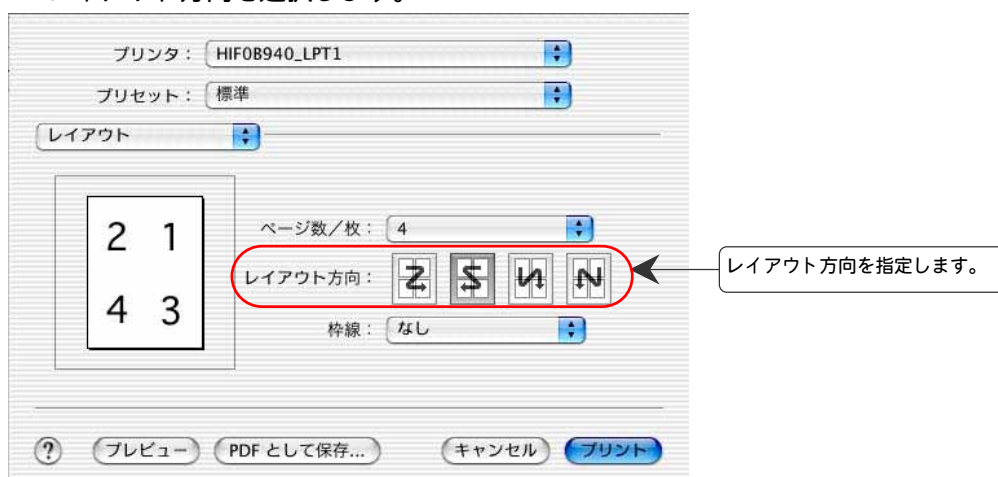 プリンタ： HIF0B940_LPT1
プリセット： 標準
レイアウト
2 1
4 3
ページ数／枚： 4
レイアウト方向：
レイアウト方向を指定します。
枠線： なし
? プレビュー PDF として保存... キャンセル プリント